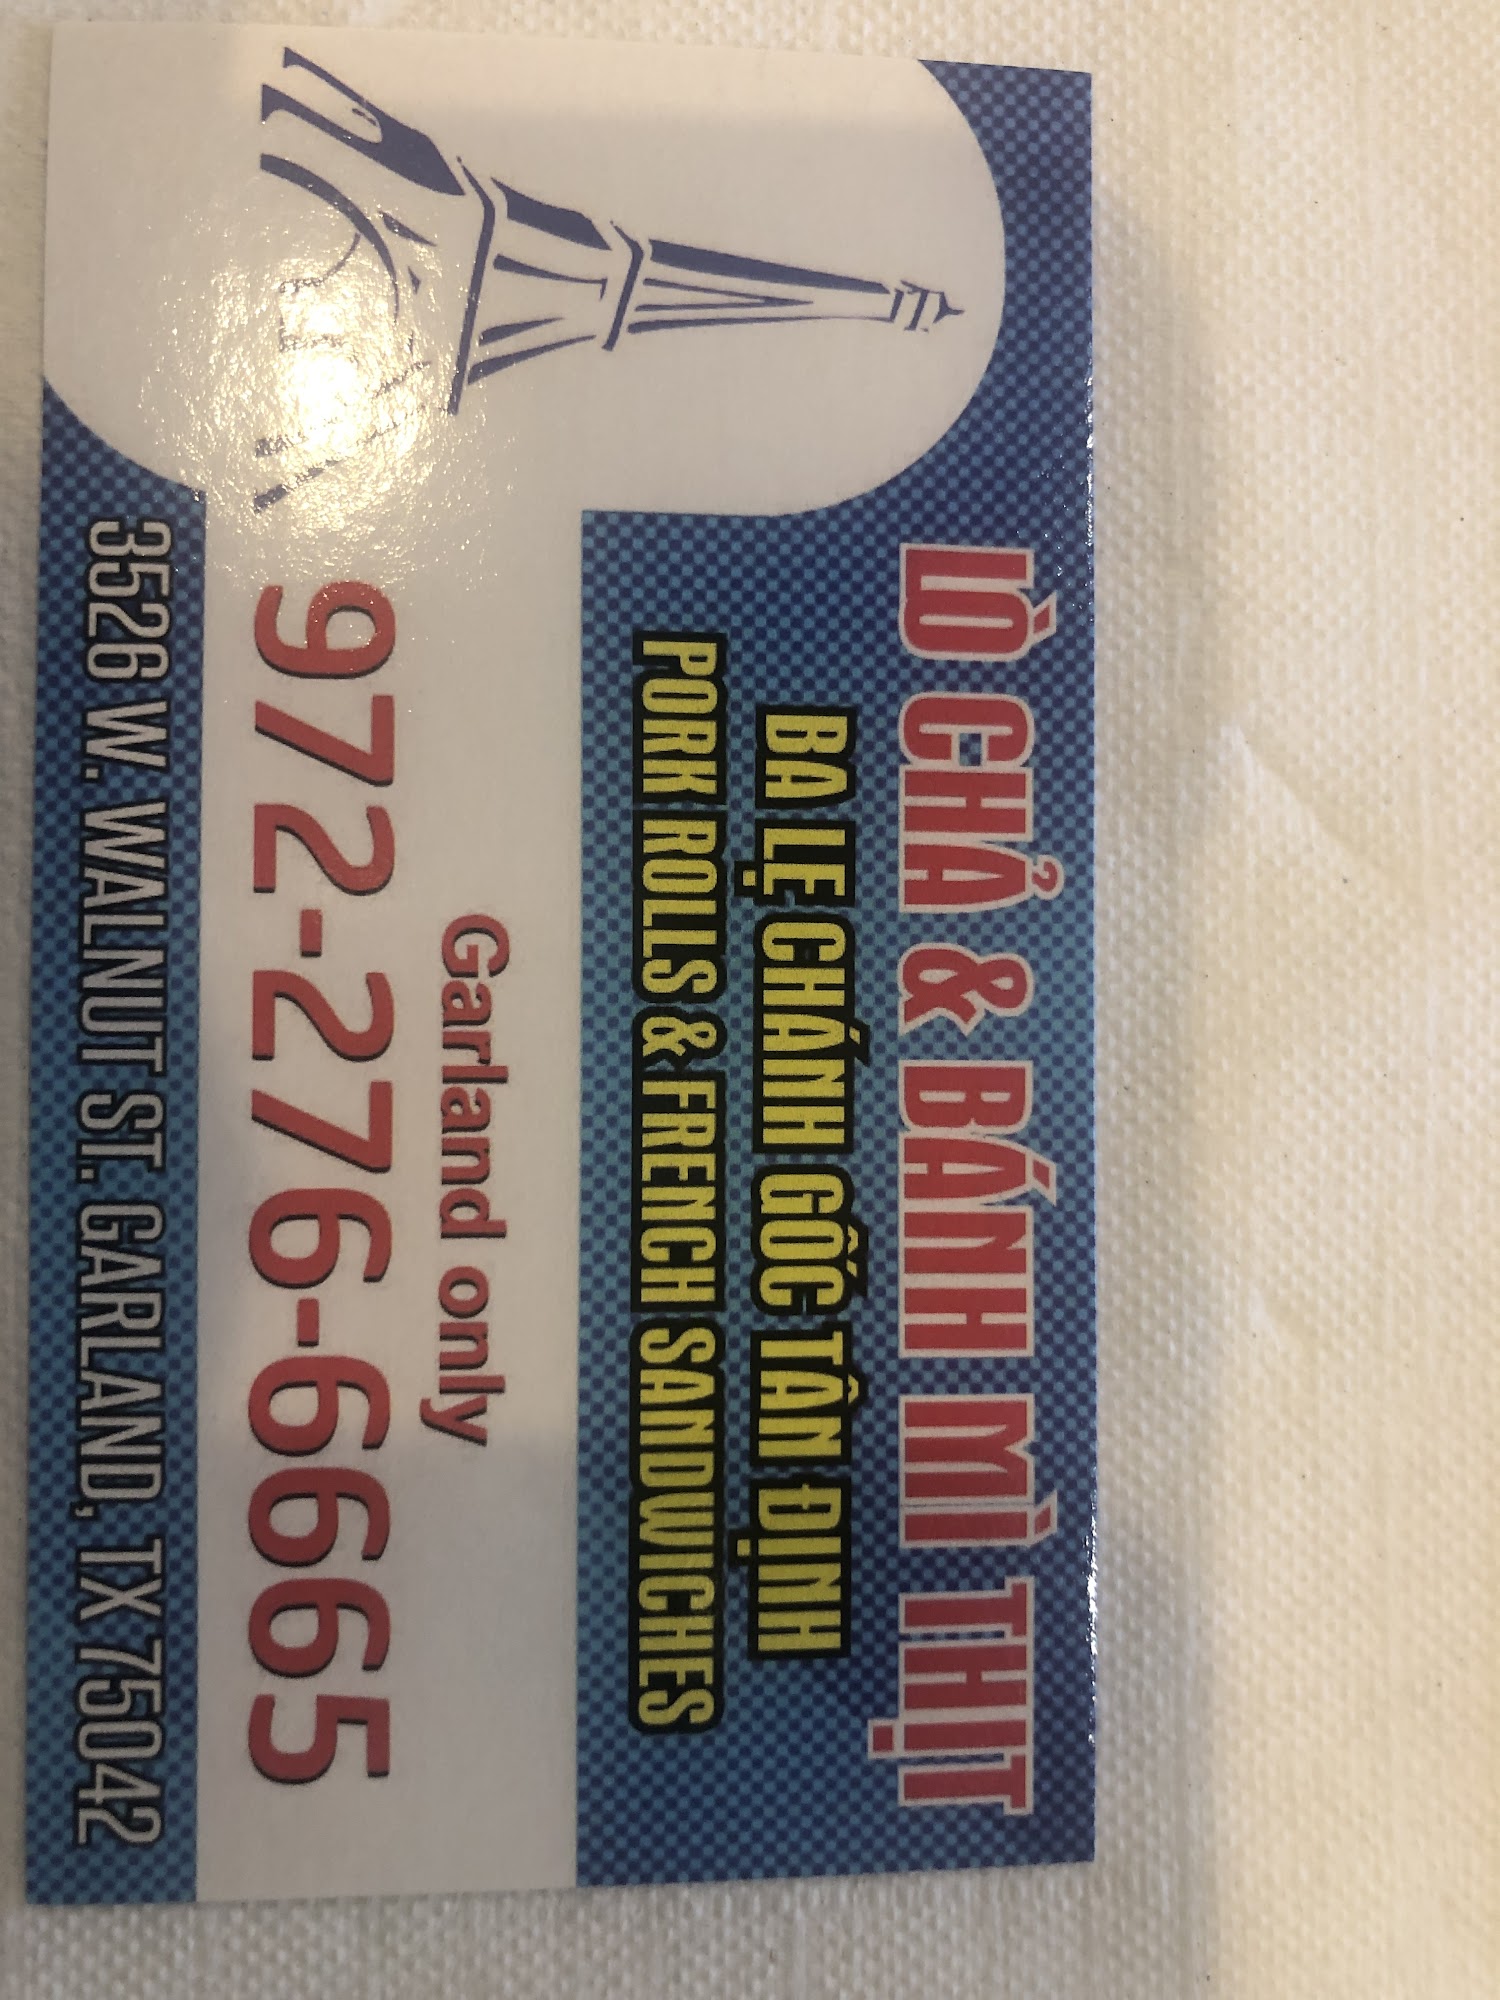 LÒ CHẢ & BÁNH MÌ THỊT
BA LẸ CHÁNH GỐC TÂN ĐỊNH
PORK ROLLS & FRENCH SANDWICHES
Garland only
972-276-6665
3526 W. WALNUT ST. GARLAND, TX 75042